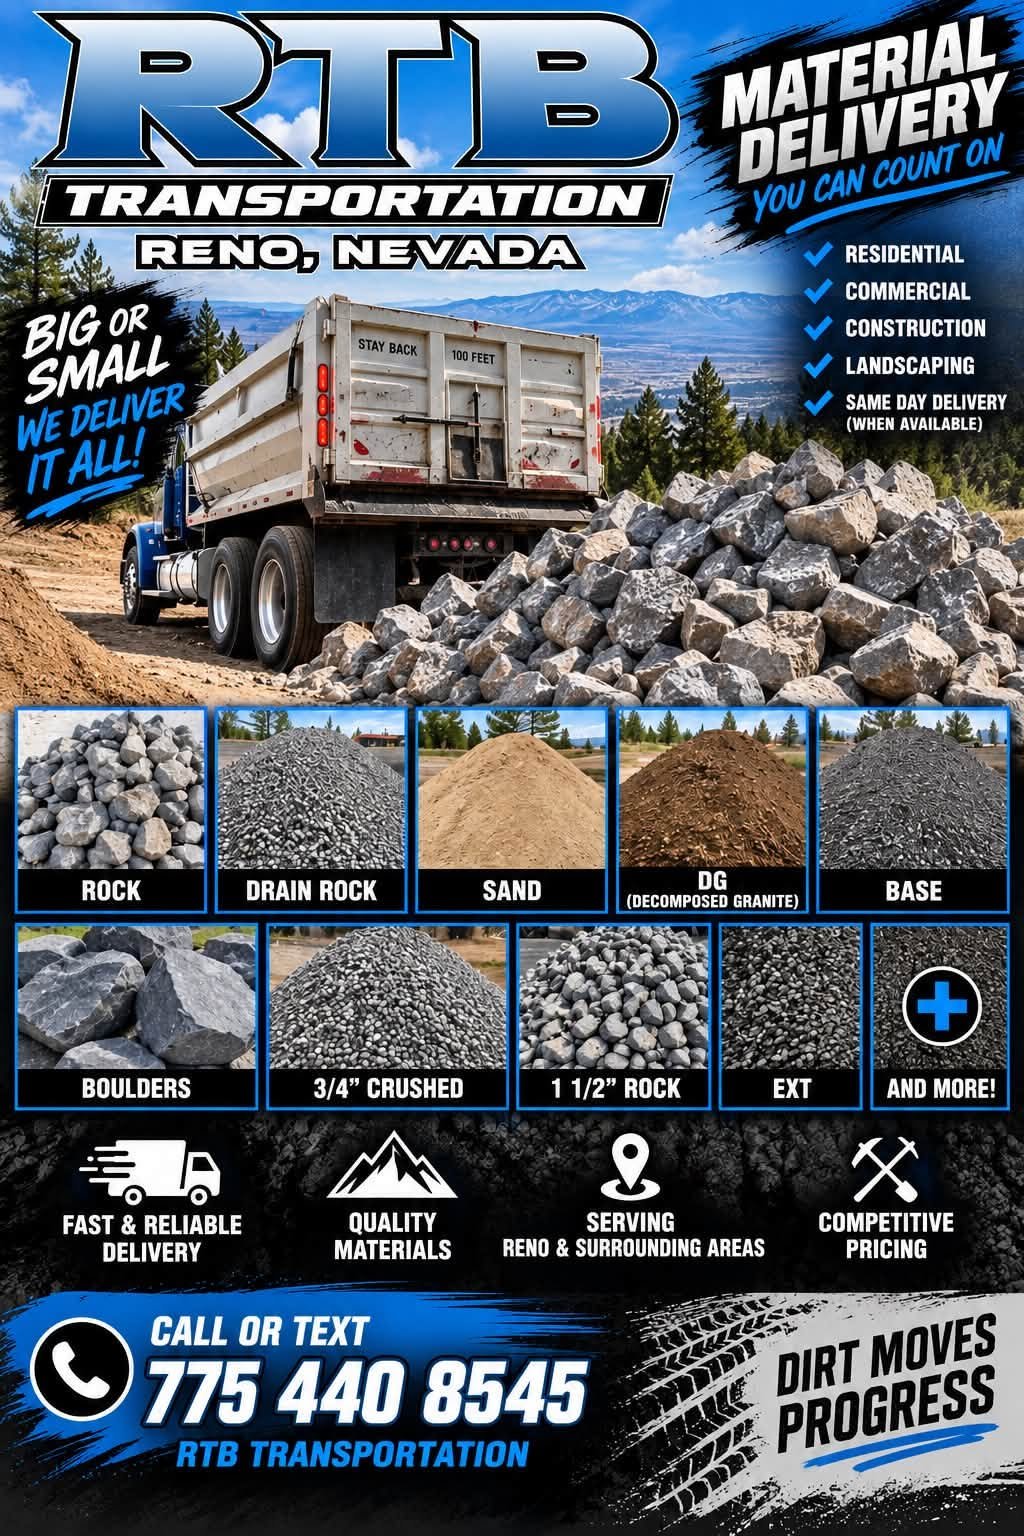 RTB
TRANSPORTATION
RENO, NEVADA
MATERIAL
DELIVERY
YOU CAN COUNT ON
RESIDENTIAL
COMMERCIAL
CONSTRUCTION
LANDSCAPING
SAME DAY DELIVERY
(WHEN AVAILABLE)
BIG OR
SMALL
WE DELIVER
IT ALL!
STAY BACK 100 FEET
ROCK
DRAIN ROCK
SAND
DG
(DECOMPOSED GRANITE)
BASE
BOULDERS
3/4” CRUSHED
1 1/2” ROCK
EXT
AND MORE!
FAST & RELIABLE
DELIVERY
QUALITY
MATERIALS
SERVING
RENO & SURROUNDING AREAS
COMPETITIVE
PRICING
CALL OR TEXT
775 440 8545
RTB TRANSPORTATION
DIRT MOVES
PROGRESS